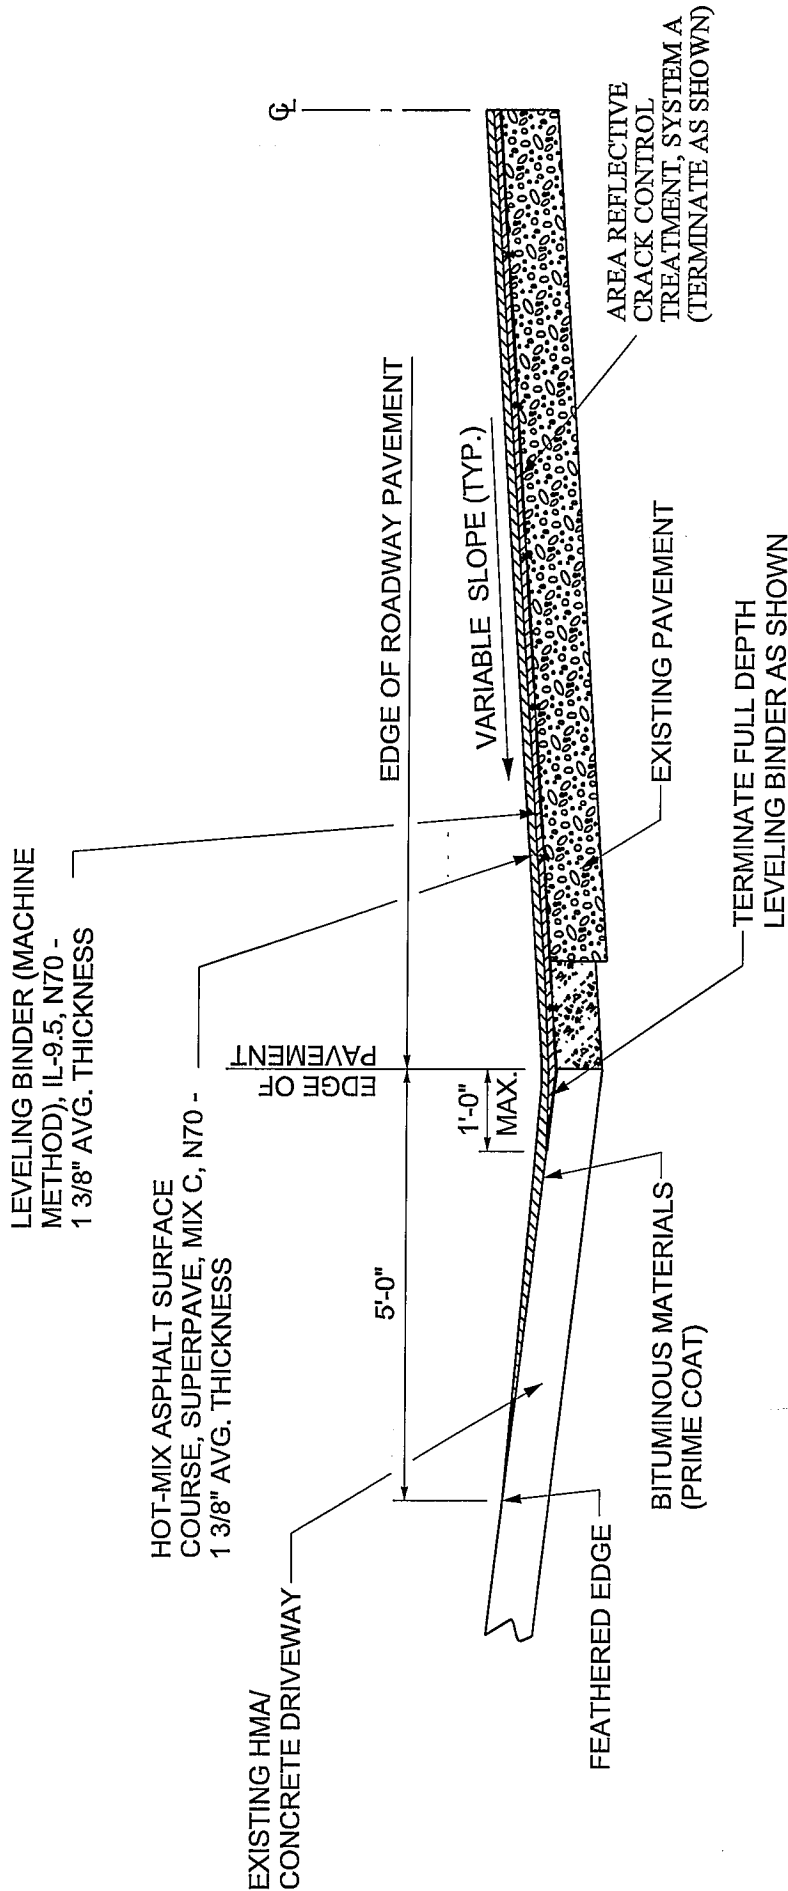 LEVELING BINDER (MACHINE
METHOD), IL-9.5, N70 -
1 3/8" AVG. THICKNESS
HOT-MIX ASPHALT SURFACE
COURSE, SUPERPAVE, MIX C, N70 -
1 3/8" AVG. THICKNESS
EXISTING HMA/
CONCRETE DRIVEWAY
5'-0"
EDGE OF
PAVEMENT
EDGE OF ROADWAY PAVEMENT
℄
1'-0"
MAX.
VARIABLE SLOPE (TYP.)
FEATHERED EDGE
BITUMINOUS MATERIALS
(PRIME COAT)
TERMINATE FULL DEPTH
LEVELING BINDER AS SHOWN
EXISTING PAVEMENT
AREA REFLECTIVE
CRACK CONTROL
TREATMENT, SYSTEM A
(TERMINATE AS SHOWN)